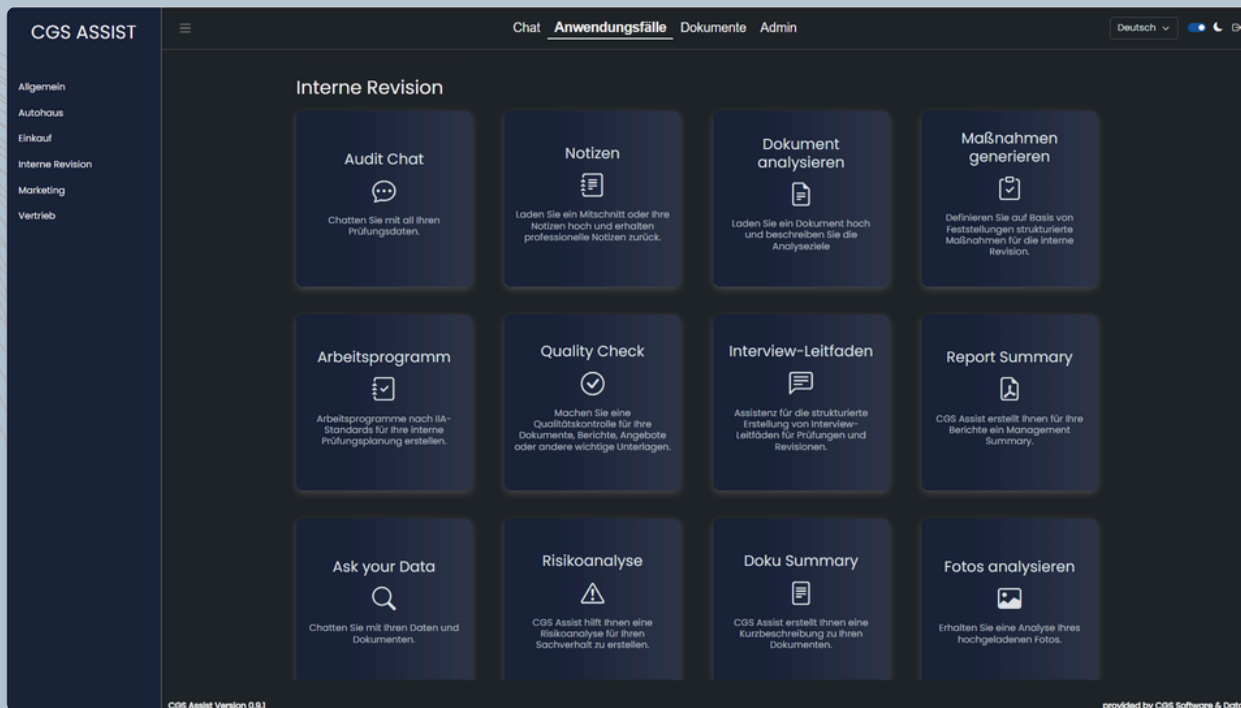 CGS ASSIST
Chat Anwendungsfälle Dokumente Admin
Deutsch
Allgemein
Autohaus
Einkauf
Interne Revision
Marketing
Vertrieb
Interne Revision
Audit Chat
Chatten Sie mit all Ihren
Prüfungsdaten.
Notizen
Laden Sie ein Mitschnitt oder Ihre
Notizen hoch und erhalten
professionelle Notizen zurück.
Dokument
analysieren
Laden Sie ein Dokument hoch
und beschreiben Sie die
Analyseziele
Maßnahmen
generieren
Definieren Sie auf Basis von
Feststellungen strukturierte
Maßnahmen für die interne
Revision.
Arbeitsprogramm
Arbeitsprogramme nach IIA-
Standards für Ihre interne
Prüfungsplanung erstellen.
Quality Check
Machen Sie eine
Qualitätskontrolle für Ihre
Dokumente, Berichte, Angebote
oder andere wichtige Unterlagen.
Interview-Leitfaden
Assistenz für die strukturierte
Erstellung von Interview-
Leitfäden für Prüfungen und
Revisionen.
Report Summary
CGS Assist erstellt Ihnen für Ihre
Berichte ein Management
Summary.
Ask your Data
Chatten Sie mit Ihren Daten und
Dokumenten.
Risikoanalyse
CGS Assist hilft Ihnen eine
Risikoanalyse für Ihren
Sachverhalt zu erstellen.
Doku Summary
CGS Assist erstellt Ihnen eine
Kurzbeschreibung zu Ihren
Dokumenten.
Fotos analysieren
Erhalten Sie eine Analyse Ihres
hochgeladenen Fotos.
CGS Assist Version 0.9.1
provided by CGS Software & Data